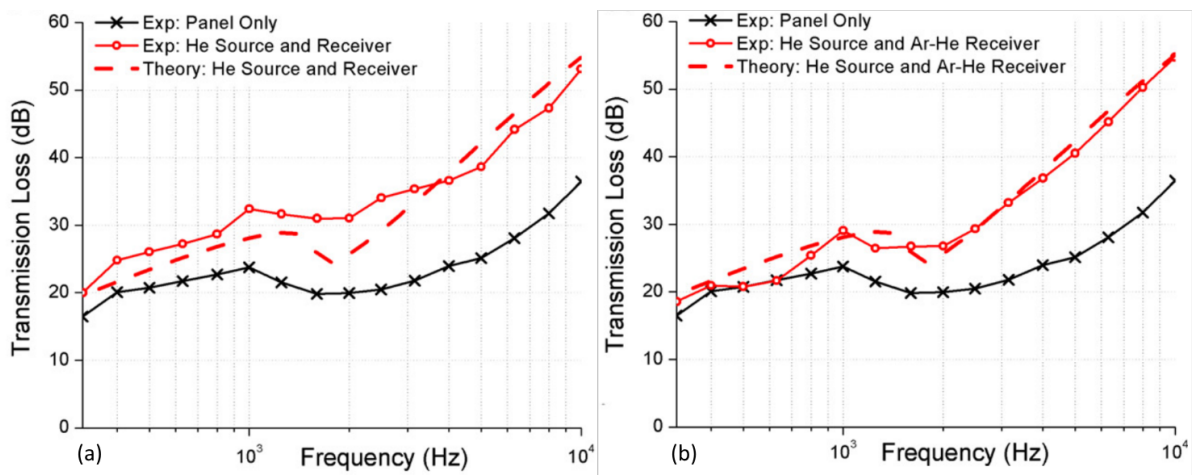 Exp: Panel Only
Exp: He Source and Receiver
Theory: He Source and Receiver
Transmission Loss (dB)
60
50
40
30
20
10
0
(a)
10³
Frequency (Hz)
10⁴
Exp: Panel Only
Exp: He Source and Ar-He Receiver
Theory: He Source and Ar-He Receiver
Transmission Loss (dB)
60
50
40
30
20
10
0
(b)
10³
Frequency (Hz)
10⁴